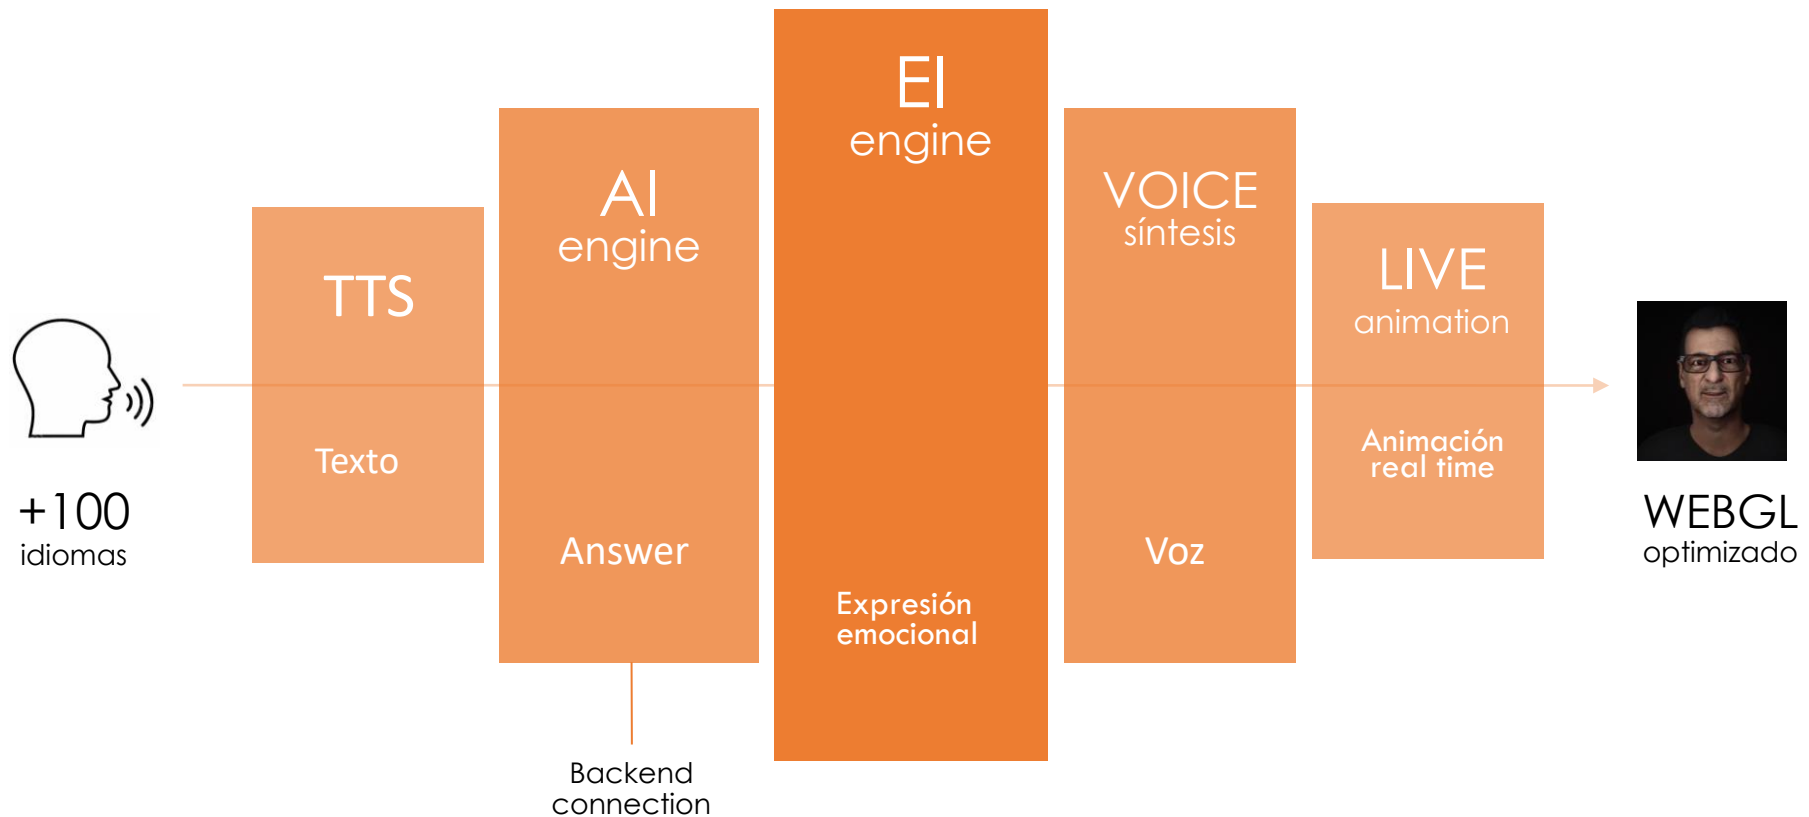 +100
idiomas
TTS
Texto
AI
engine
Answer
Backend
connection
EI
engine
Expresión
emocional
VOICE
síntesis
Voz
LIVE
animation
Animación
real time
WEBGL
optimizado